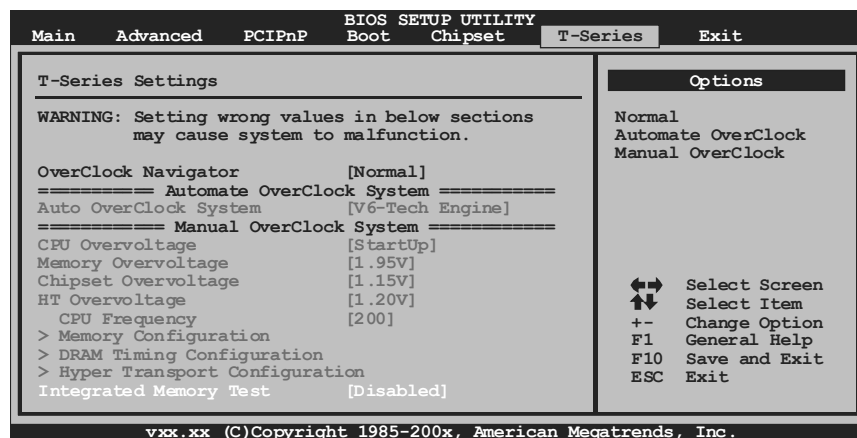 BIOS SETUP UTILITY
Main Advanced PCIPnP Boot Chipset T-Series Exit
T-Series Settings
WARNING: Setting wrong values in below sections
may cause system to malfunction.
OverClock Navigator [Normal]
=========== Automate OverClock System ===========
Auto OverClock System [V6-Tech Engine]
============ Manual OverClock System ============
CPU Overvoltage [StartUp]
Memory Overvoltage [1.95V]
Chipset Overvoltage [1.15V]
HT Overvoltage [1.20V]
CPU Frequency [200]
> Memory Configuration
> DRAM Timing Configuration
> Hyper Transport Configuration
Integrated Memory Test [Disabled]
Options
Normal
Automate OverClock
Manual OverClock
Select Screen
Select Item
+- Change Option
F1 General Help
F10 Save and Exit
ESC Exit
vxx.xx (C)Copyright 1985-200x, American Megatrends, Inc.